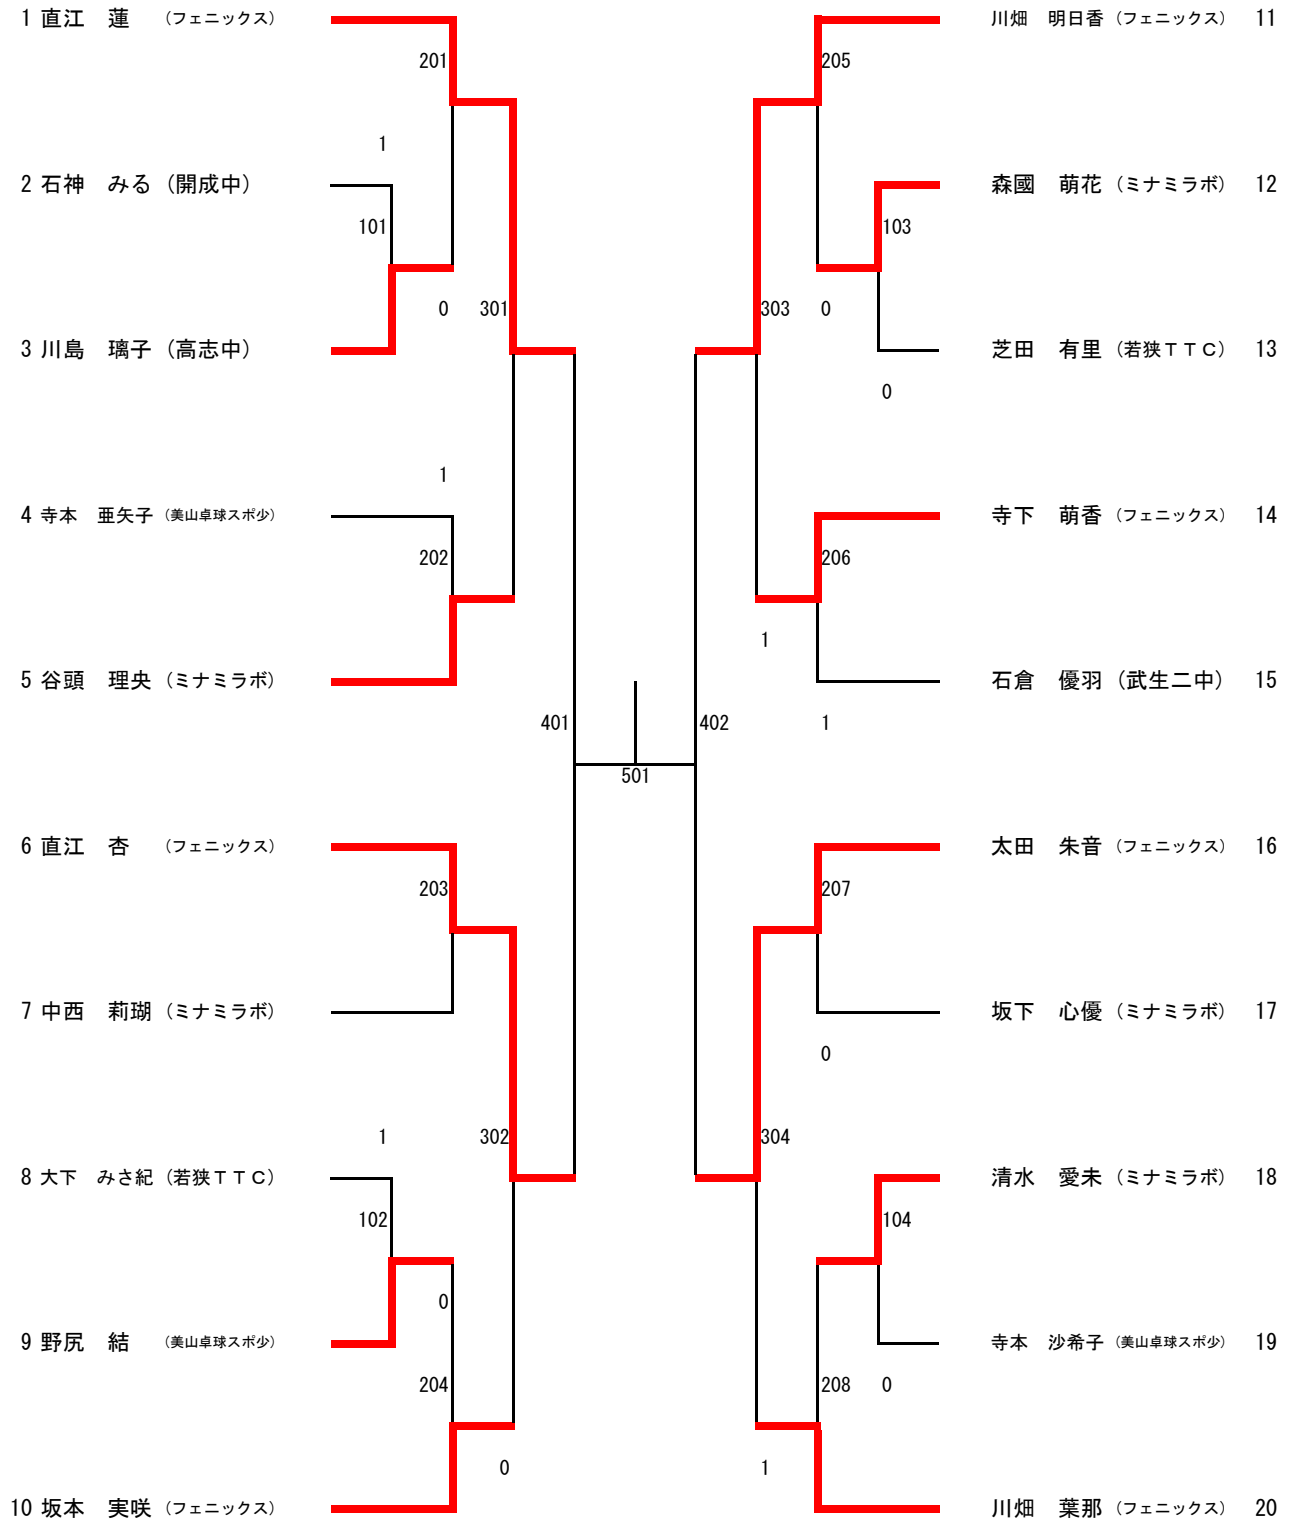 1 直江　蓮　（フェニックス）
川畑　明日香（フェニックス）　11
201
205
1
2 石神　みる（開成中）
森國　萌花（ミナミラボ）　12
101
103
0
301
303
0
3 川島　璃子（高志中）
芝田　有里（若狭ＴＴＣ）　13
0
1
4 寺本　亜矢子（美山卓球スポ少）
寺下　萌香（フェニックス）　14
202
206
1
5 谷頭　理央（ミナミラボ）
石倉　優羽（武生二中）　15
401
402
1
501
6 直江　杏　（フェニックス）
太田　朱音（フェニックス）　16
203
207
7 中西　莉瑚（ミナミラボ）
坂下　心優（ミナミラボ）　17
0
1
302
304
8 大下　みさ紀（若狭ＴＴＣ）
清水　愛未（ミナミラボ）　18
102
104
0
9 野尻　結　（美山卓球スポ少）
寺本　沙希子（美山卓球スポ少）　19
204
208
0
0
1
10 坂本　実咲（フェニックス）
川畑　葉那（フェニックス）　20